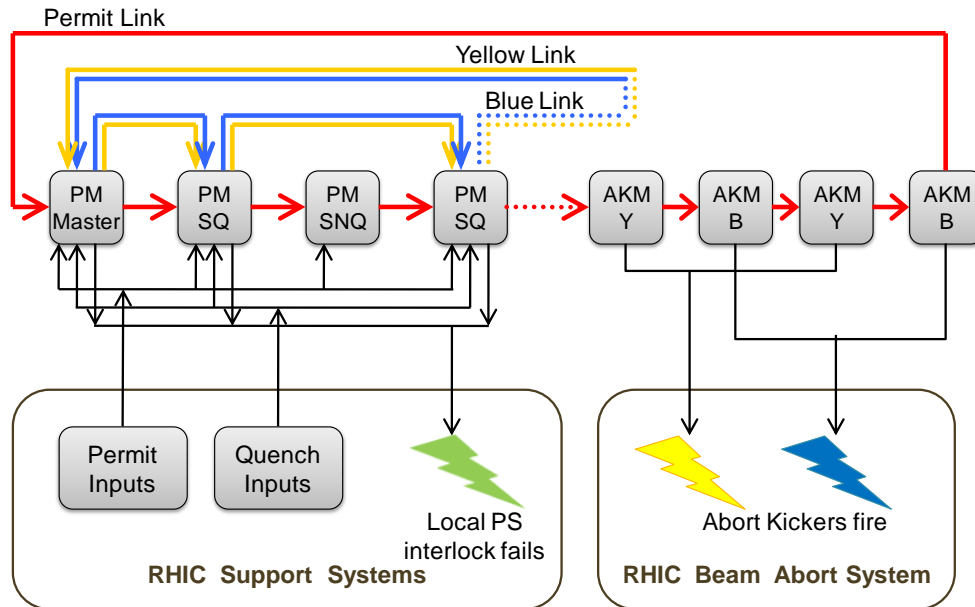 Permit Link
Yellow Link
Blue Link
PM
Master
PM
SQ
PM
SNQ
PM
SQ
AKM
Y
AKM
B
AKM
Y
AKM
B
Permit
Inputs
Quench
Inputs
Local PS
interlock fails
Abort Kickers fire
RHIC Support Systems
RHIC Beam Abort System